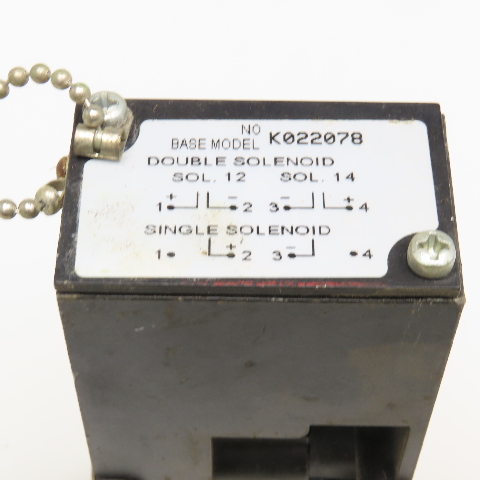 NO
BASE MODEL K022078
DOUBLE SOLENOID
SOL. 12 SOL. 14
+ - - +
1 2 3 4
SINGLE SOLENOID
+ -
1 2 3 4